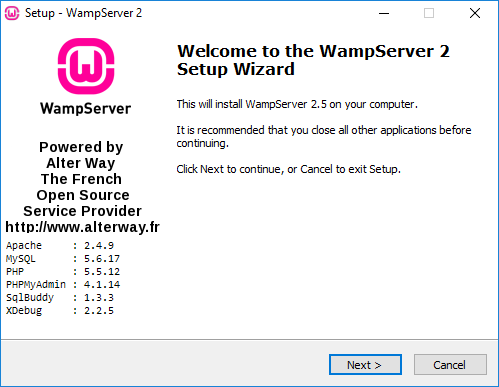 Setup - WampServer 2
WampServer
Powered by
Alter Way
The French
Open Source
Service Provider
http://www.alterway.fr
Apache : 2.4.9
MySQL : 5.6.17
PHP : 5.5.12
PHPMyAdmin : 4.1.14
SqlBuddy : 1.3.3
XDebug : 2.2.5
Welcome to the WampServer 2
Setup Wizard
This will install WampServer 2.5 on your computer.
It is recommended that you close all other applications before
continuing.
Click Next to continue, or Cancel to exit Setup.
Next >
Cancel